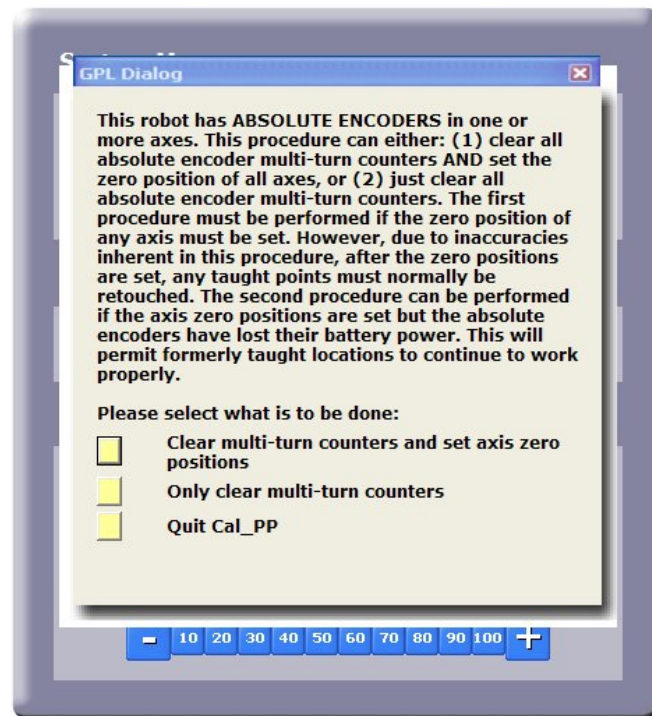 GPL Dialog
This robot has ABSOLUTE ENCODERS in one or
more axes. This procedure can either: (1) clear all
absolute encoder multi-turn counters AND set the
zero position of all axes, or (2) just clear all
absolute encoder multi-turn counters. The first
procedure must be performed if the zero position of
any axis must be set. However, due to inaccuracies
inherent in this procedure, after the zero positions
are set, any taught points must normally be
retouched. The second procedure can be performed
if the axis zero positions are set but the absolute
encoders have lost their battery power. This will
permit formerly taught locations to continue to work
properly.
Please select what is to be done:
Clear multi-turn counters and set axis zero
positions
Only clear multi-turn counters
Quit Cal_PP
- 10 20 30 40 50 60 70 80 90 100 +